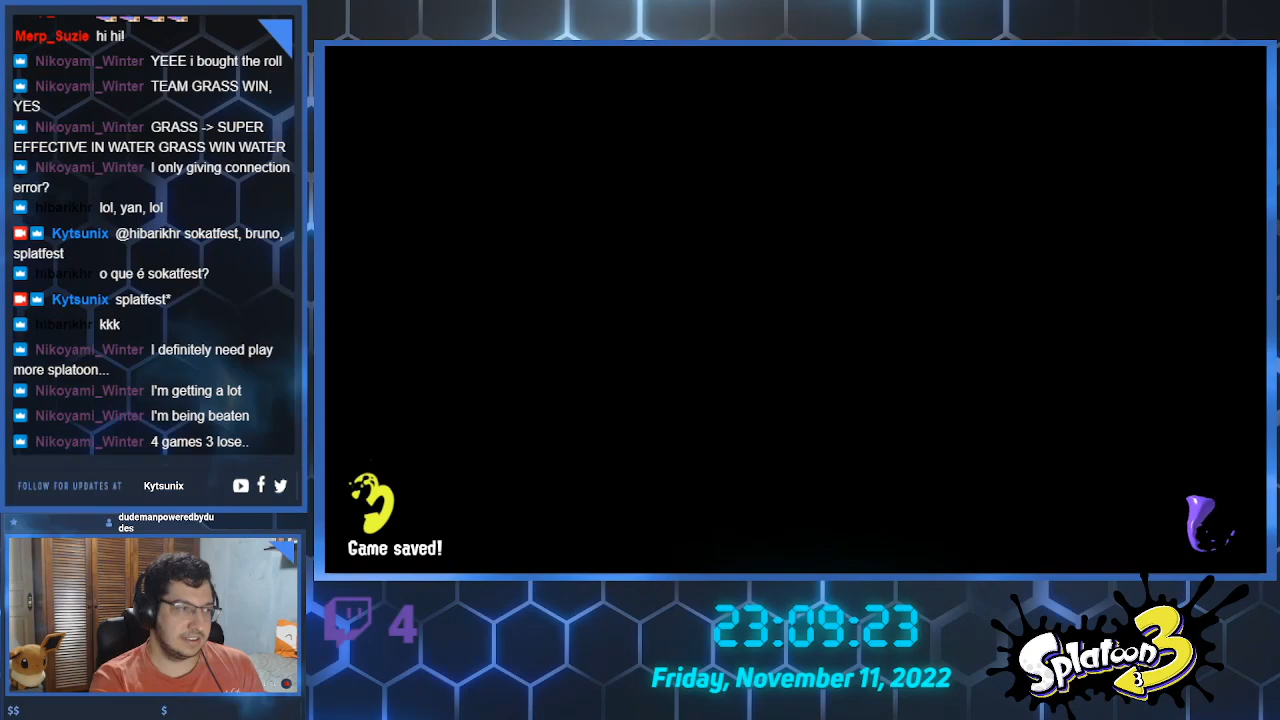 Merp_Suzie hi hi!
Nikoyami_Winter YEEE i bought the roll
Nikoyami_Winter TEAM GRASS WIN,
YES
Nikoyami_Winter GRASS -> SUPER
EFFECTIVE IN WATER GRASS WIN WATER
Nikoyami_Winter I only giving connection
error?
hibarikhr lol, yan, lol
Kytsunix @hibarikhr sokatfest, bruno,
splatfest
hibarikhr o que é sokatfest?
Kytsunix splatfest*
hibarikhr kkk
Nikoyami_Winter I definitely need play
more splatoon...
Nikoyami_Winter I'm getting a lot
Nikoyami_Winter I'm being beaten
Nikoyami_Winter 4 games 3 lose..
FOLLOW FOR UPDATES AT Kytsunix
dudemanpoweredbydu
des
3
Game saved!
4
23:09:23
Friday, November 11, 2022
Splatoon 3
$$ $